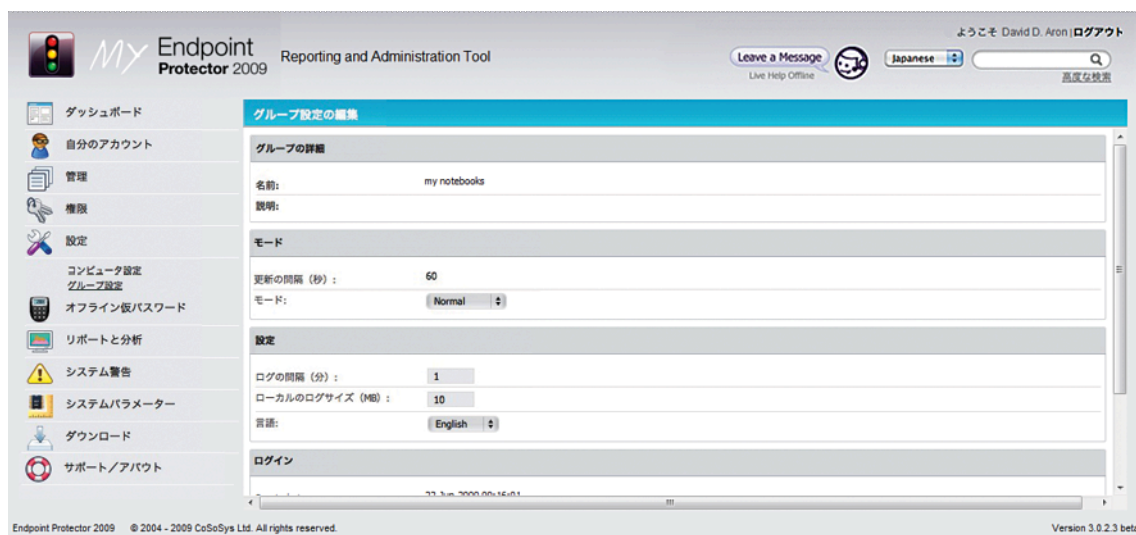 ようこそ David D. Aron | ログアウト
MY Endpoint Protector 2009
Reporting and Administration Tool
Leave a Message
Live Help Offline
Japanese
高度な検索
ダッシュボード
自分のアカウント
管理
権限
設定
コンピュータ設定
グループ設定
オフライン仮パスワード
リポートと分析
システム警告
システムパラメーター
ダウンロード
サポート／アバウト
グループ設定の編集
グループの詳細
名前: my notebooks
説明:
モード
更新の間隔（秒）: 60
モード: Normal
設定
ログの間隔（分）: 1
ローカルのログサイズ（MB）: 10
言語: English
ログイン
Endpoint Protector 2009 © 2004 - 2009 CoSoSys Ltd. All rights reserved.
Version 3.0.2.3 beta